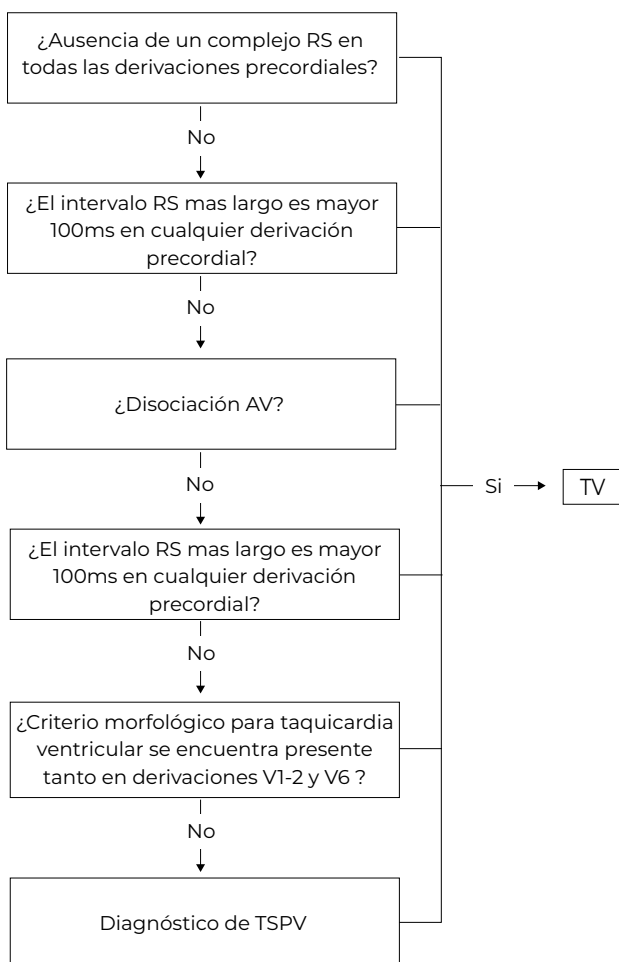 ¿Ausencia de un complejo RS en
todas las derivaciones precordiales?
No
¿El intervalo RS mas largo es mayor
100ms en cualquier derivación
precordial?
No
¿Disociación AV?
Si
TV
No
¿El intervalo RS mas largo es mayor
100ms en cualquier derivación
precordial?
No
¿Criterio morfológico para taquicardia
ventricular se encuentra presente
tanto en derivaciones V1-2 y V6 ?
No
Diagnóstico de TSPV